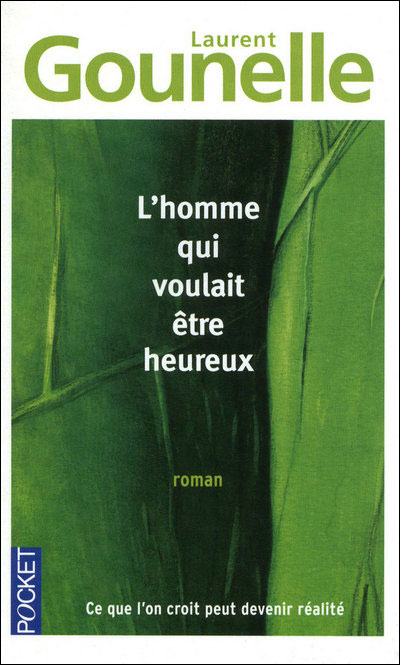 Laurent
Gounelle
L'homme
qui
voulait
être
heureux
roman
POCKET
Ce que l'on croit peut devenir réalité